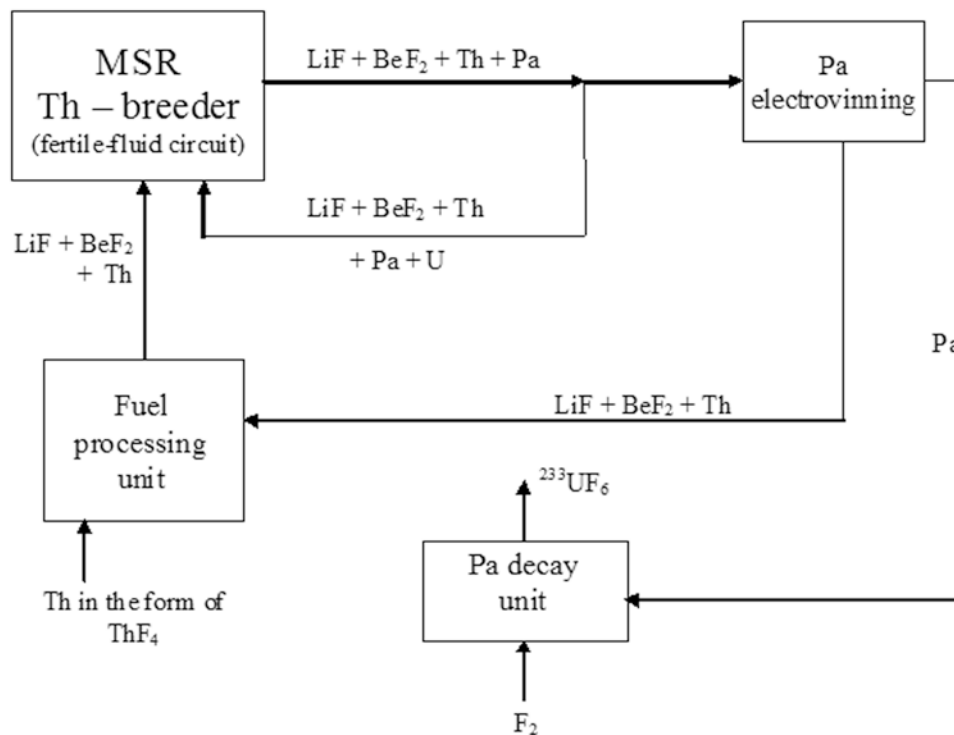 MSR
Th – breeder
(fertile-fluid circuit)
LiF + BeF₂ + Th + Pa
Pa
electrovinning
LiF + BeF₂ + Th
+ Pa + U
LiF + BeF₂
+ Th
Pa
Fuel
processing
unit
LiF + BeF₂ + Th
²³³UF₆
Pa decay
unit
Th in the form of
ThF₄
F₂